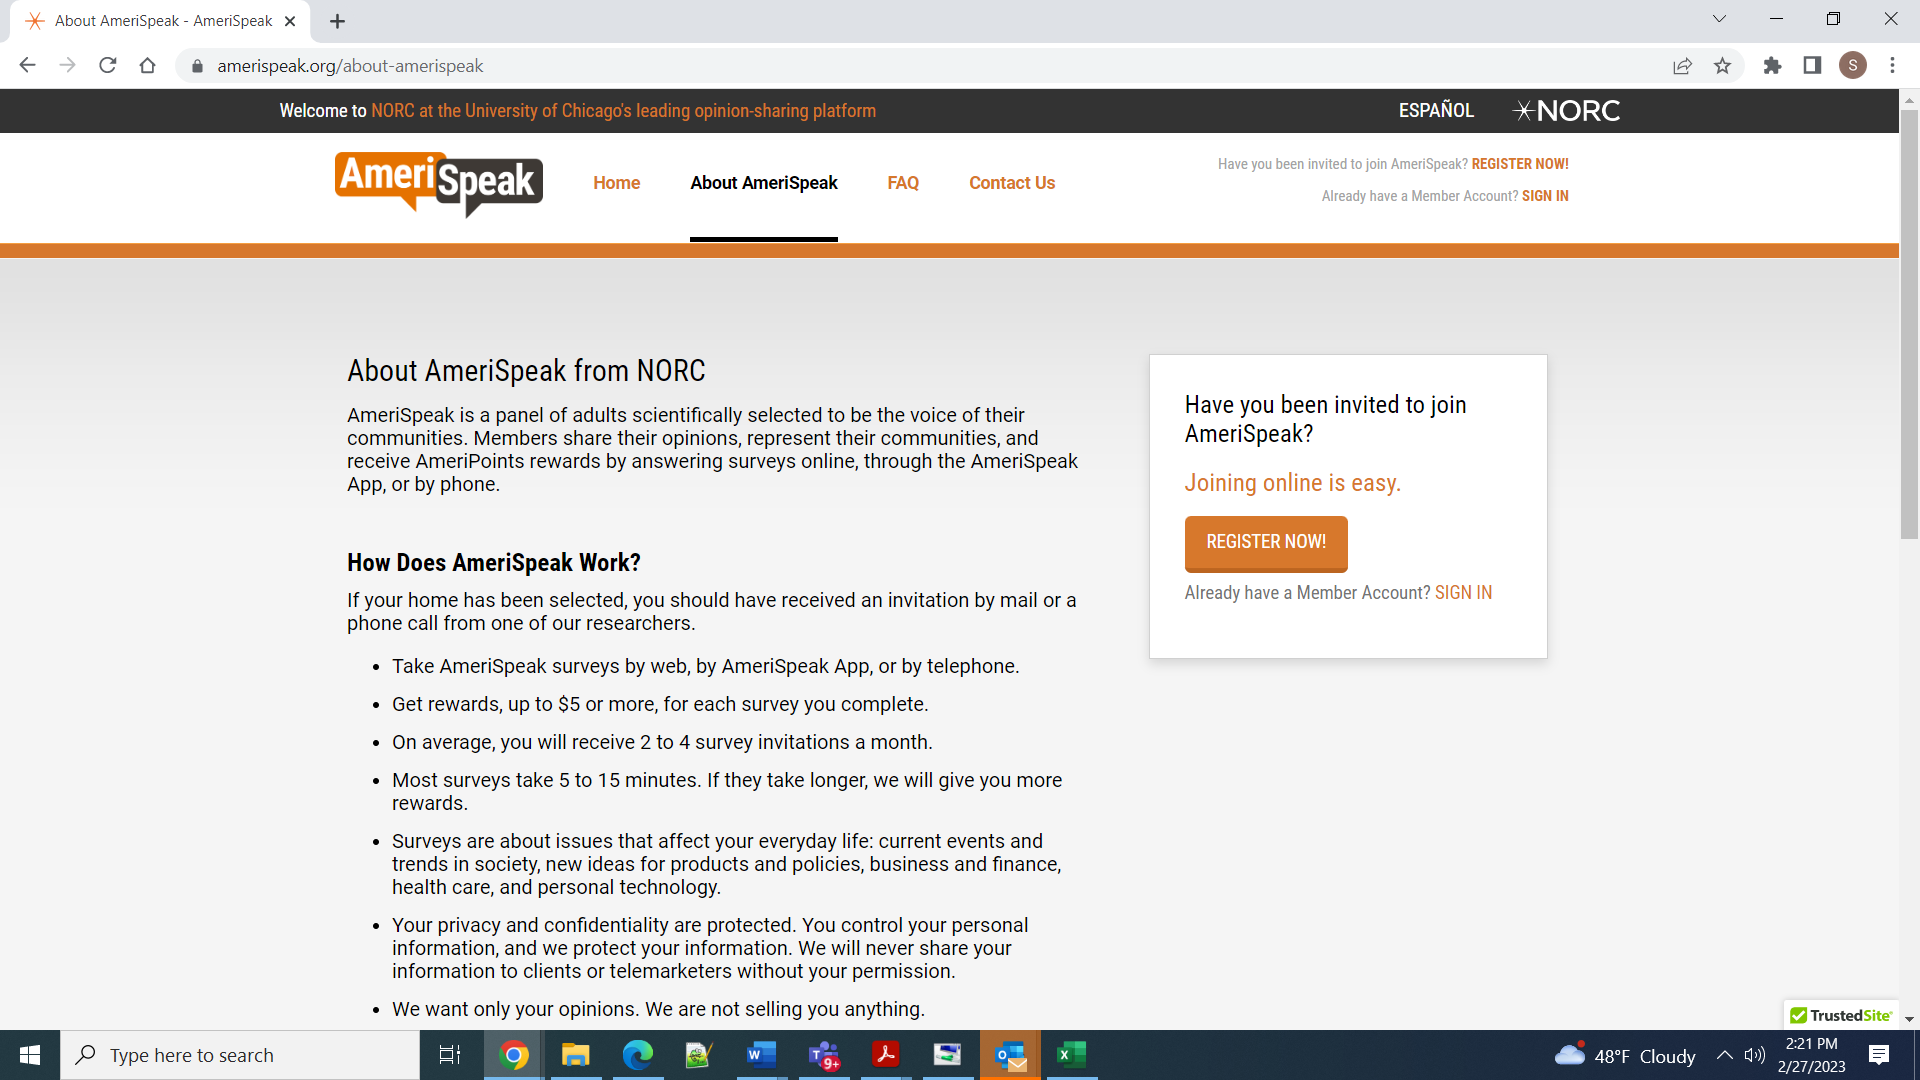 About AmeriSpeak - AmeriSpeak
amerispeak.org/about-amerispeak
S
Welcome to NORC at the University of Chicago's leading opinion-sharing platform
ESPAÑOL
NORC
AmeriSpeak
Home
About AmeriSpeak
FAQ
Contact Us
Have you been invited to join AmeriSpeak? REGISTER NOW!
Already have a Member Account? SIGN IN
About AmeriSpeak from NORC
AmeriSpeak is a panel of adults scientifically selected to be the voice of their
communities. Members share their opinions, represent their communities, and
receive AmeriPoints rewards by answering surveys online, through the AmeriSpeak
App, or by phone.
How Does AmeriSpeak Work?
If your home has been selected, you should have received an invitation by mail or a
phone call from one of our researchers.
• Take AmeriSpeak surveys by web, by AmeriSpeak App, or by telephone.
• Get rewards, up to $5 or more, for each survey you complete.
• On average, you will receive 2 to 4 survey invitations a month.
• Most surveys take 5 to 15 minutes. If they take longer, we will give you more
rewards.
• Surveys are about issues that affect your everyday life: current events and
trends in society, new ideas for products and policies, business and finance,
health care, and personal technology.
• Your privacy and confidentiality are protected. You control your personal
information, and we protect your information. We will never share your
information to clients or telemarketers without your permission.
• We want only your opinions. We are not selling you anything.
Have you been invited to join
AmeriSpeak?
Joining online is easy.
REGISTER NOW!
Already have a Member Account? SIGN IN
TrustedSite
Type here to search
W
T
9+
O
X
48°F Cloudy
2:21 PM
2/27/2023